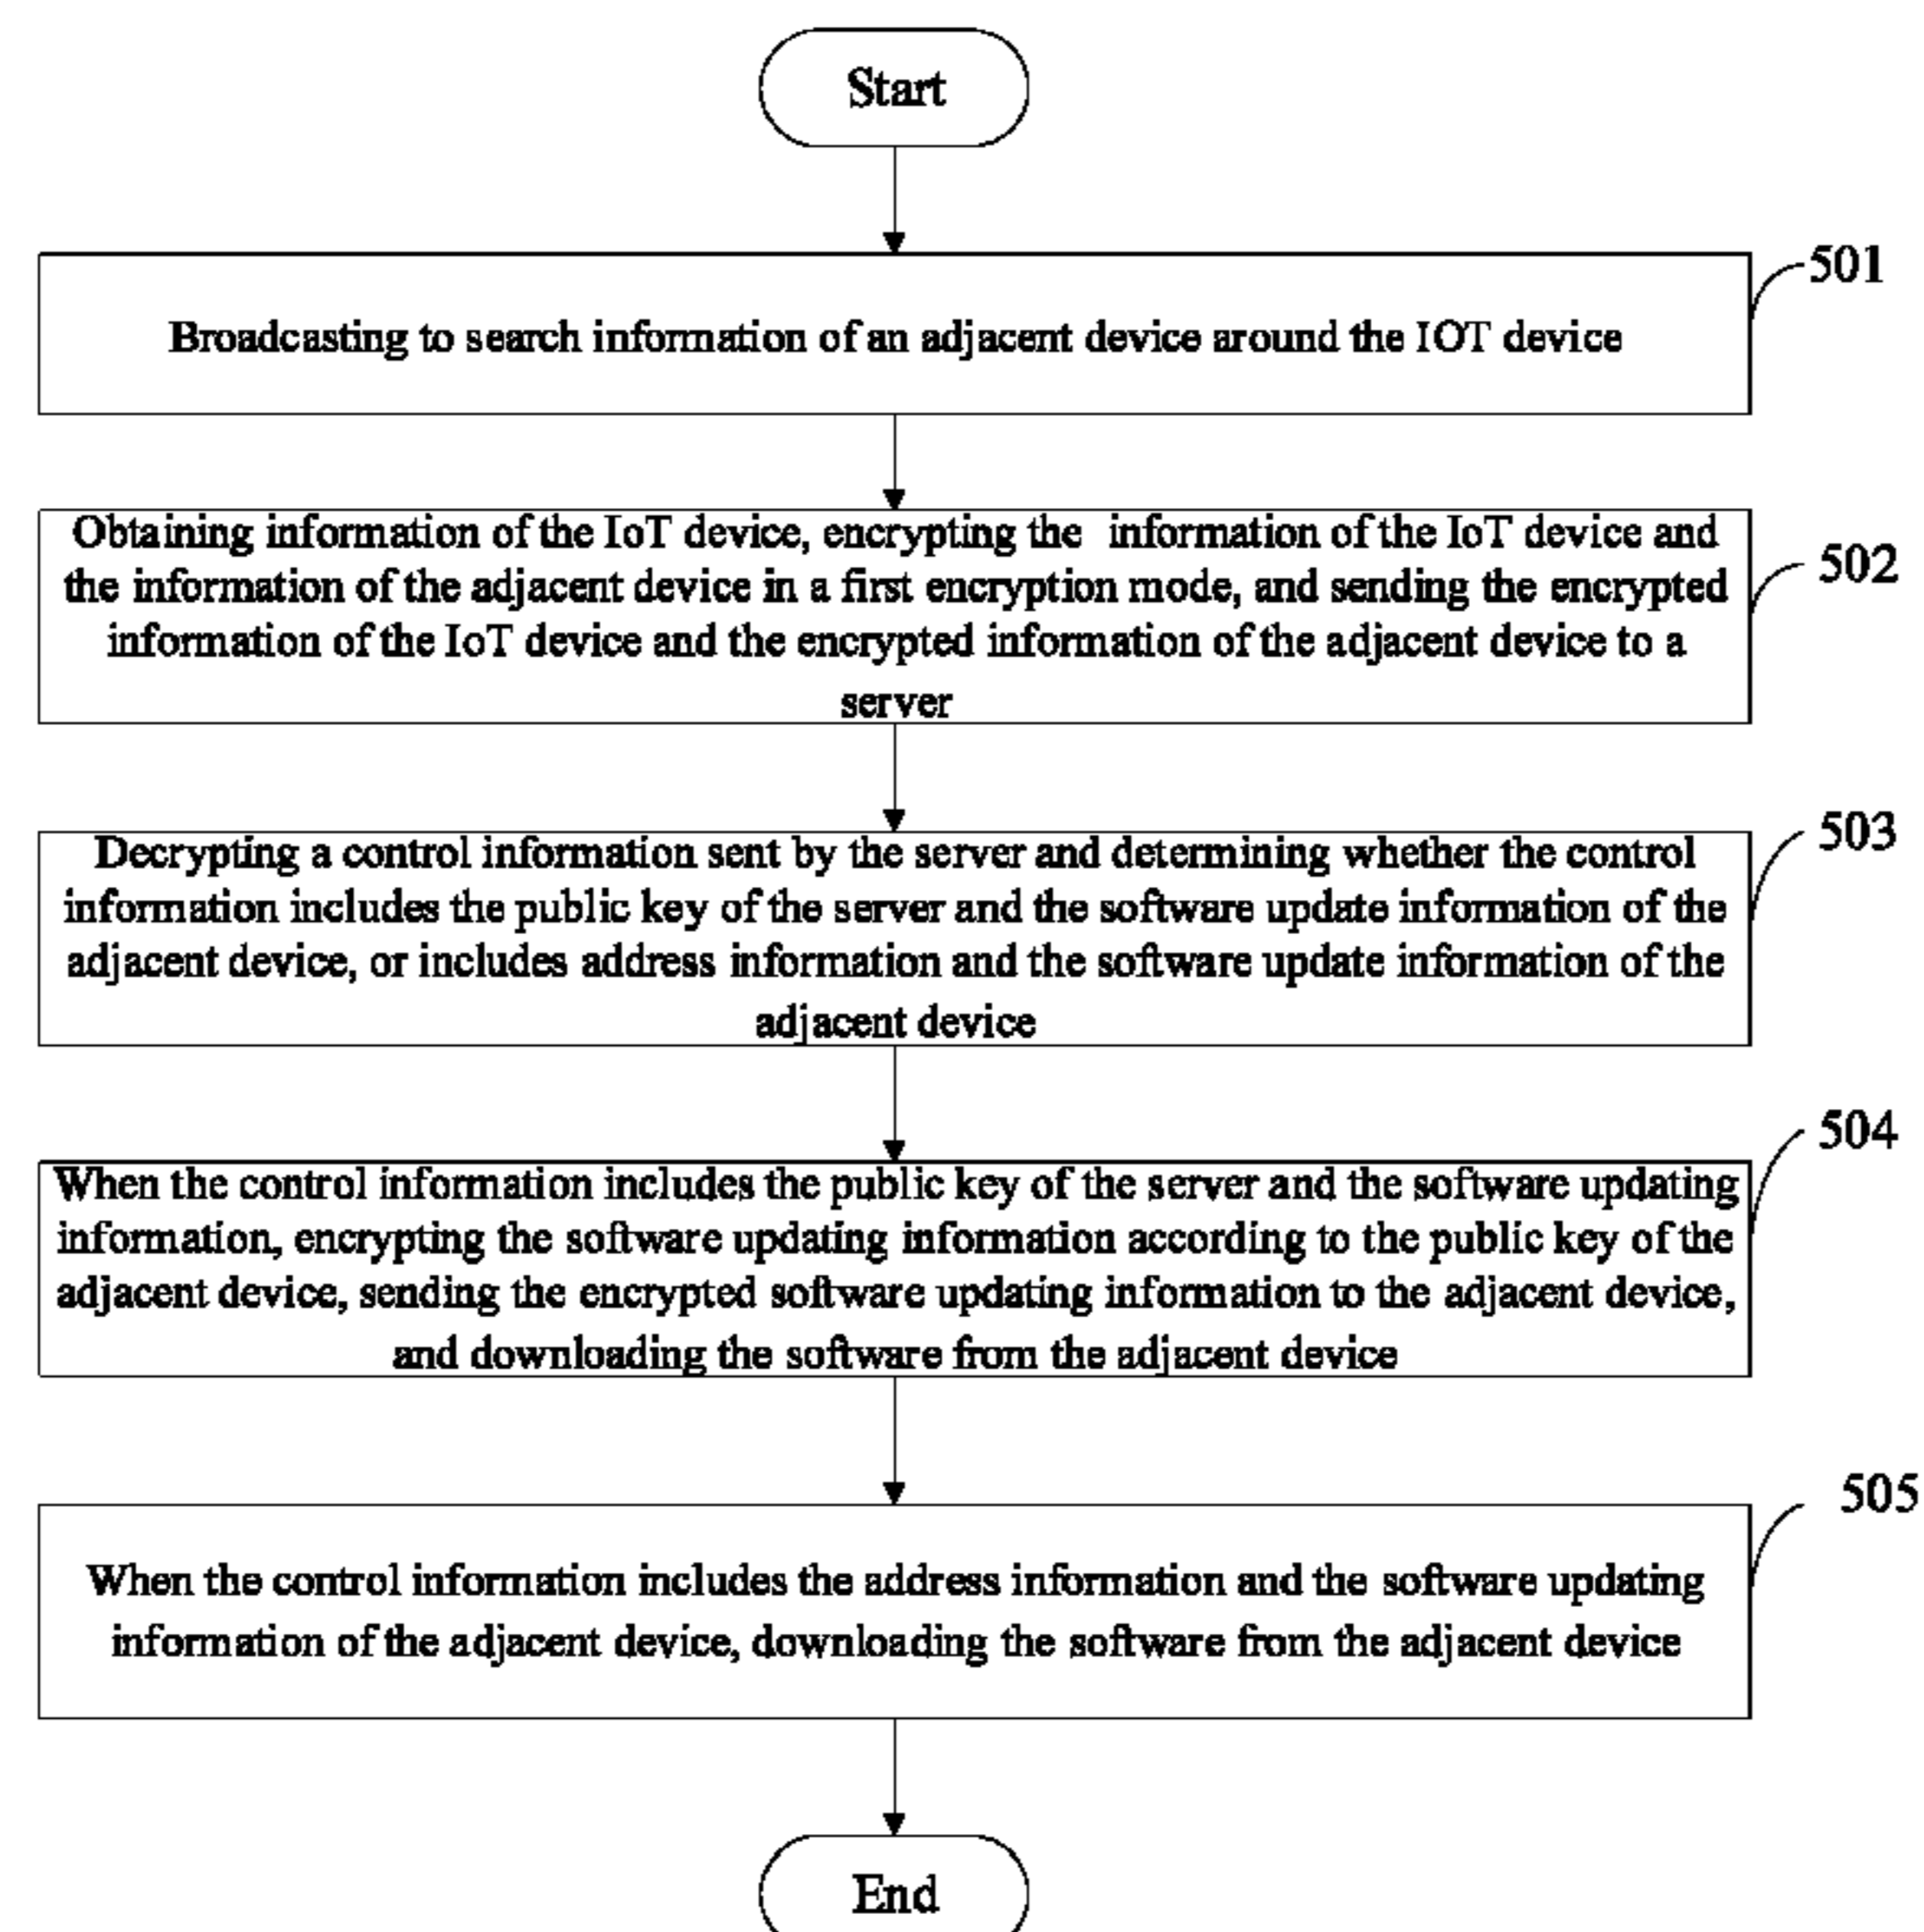 Start
501
Broadcasting to search information of an adjacent device around the IOT device
Obtaining information of the IoT device, encrypting the information of the IoT device and
502
the information of the adjacent device in a first encryption mode, and sending the encrypted
information of the IoT device and the encrypted information of the adjacent device to a
server
503
Decrypting a control information sent by the server and determining whether the control
information includes the public key of the server and the software update information of the
adjacent device, or includes address information and the software update information of the
adjacent device
504
When the control information includes the public key of the server and the software updating
information, encrypting the software updating information according to the public key of the
adjacent device, sending the encrypted software updating information to the adjacent device,
and downloading the software from the adjacent device
505
When the control information includes the address information and the software updating
information of the adjacent device, downloading the software from the adjacent device
End